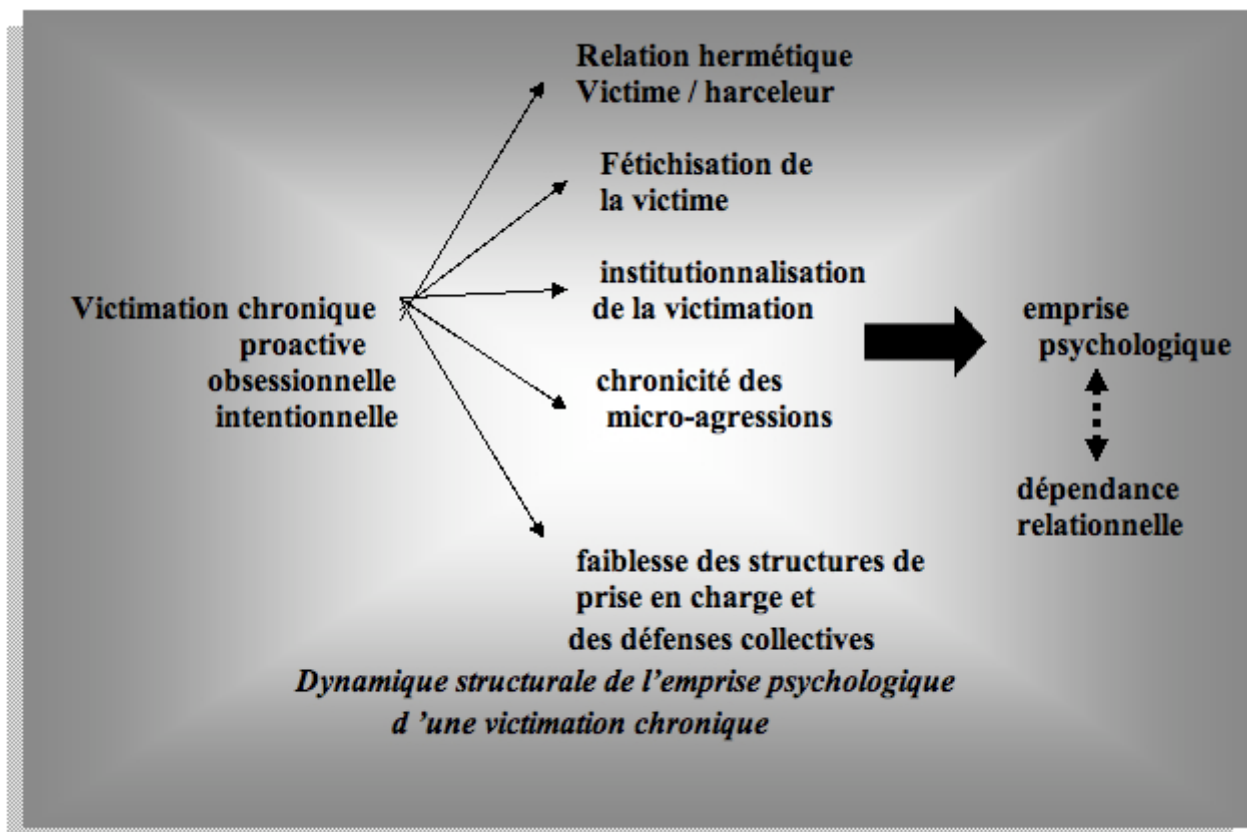 Relation hermétique
Victime / harceleur
Fétichisation de
la victime
institutionnalisation
de la victimation
Victimation chronique
proactive
obsessionnelle
intentionnelle
emprise
psychologique
chronicité des
micro-agressions
dépendance
relationnelle
faiblesse des structures de
prise en charge et
des défenses collectives
Dynamique structurale de l’emprise psychologique
d ’une victimation chronique